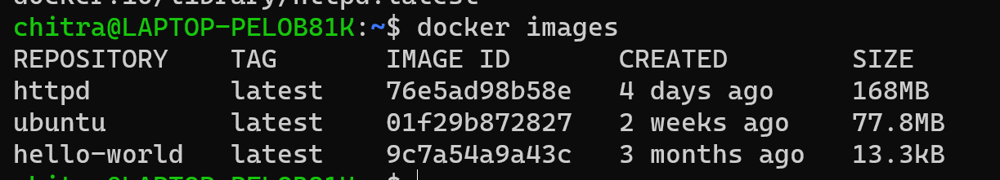 docker.io/library/httpd:latest
chitra@LAPTOP-PELOB81K:~$ docker images
REPOSITORY    TAG       IMAGE ID       CREATED        SIZE
httpd         latest    76e5ad98b58e   4 days ago     168MB
ubuntu        latest    01f29b872827   2 weeks ago    77.8MB
hello-world   latest    9c7a54a9a43c   3 months ago   13.3kB
chitra@LAPTOP-PELOB81K:~$